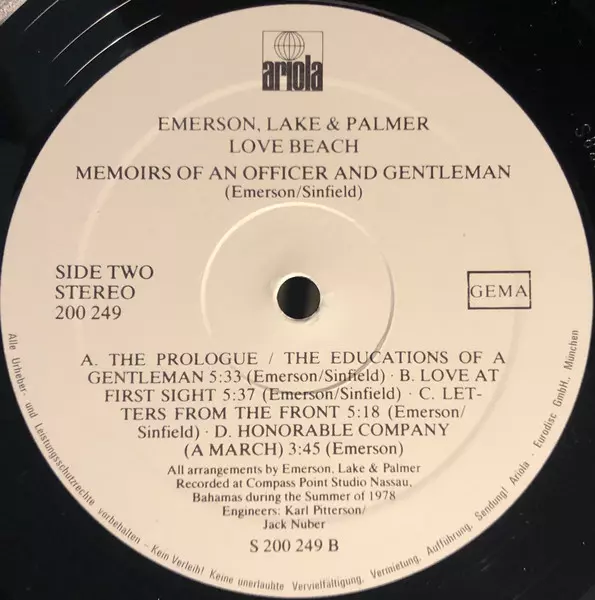 ariola
EMERSON, LAKE & PALMER
LOVE BEACH
MEMOIRS OF AN OFFICER AND GENTLEMAN
(Emerson/Sinfield)
SIDE TWO
STEREO
200 249
GEMA
A. THE PROLOGUE / THE EDUCATIONS OF A
GENTLEMAN 5:33 (Emerson/Sinfield) · B. LOVE AT
FIRST SIGHT 5:37 (Emerson/Sinfield) · C. LET-
TERS FROM THE FRONT 5:18 (Emerson/
Sinfield) · D. HONORABLE COMPANY
(A MARCH) 3:45 (Emerson)
All arrangements by Emerson, Lake & Palmer
Recorded at Compass Point Studio Nassau,
Bahamas during the Summer of 1978
Engineers: Karl Pitterson/
Jack Nuber
S 200 249 B
Alle Urheber- und Leistungsschutzrechte vorbehalten - Kein Verleih! Keine unerlaubte Vervielfältigung, Vermietung, Aufführung, Sendung! Ariola - Eurodisc GmbH., München